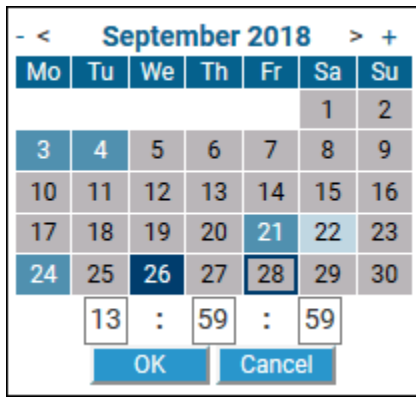 - < September 2018 > +
Mo Tu We Th Fr Sa Su
1 2
3 4 5 6 7 8 9
10 11 12 13 14 15 16
17 18 19 20 21 22 23
24 25 26 27 28 29 30
13 : 59 : 59
OK Cancel